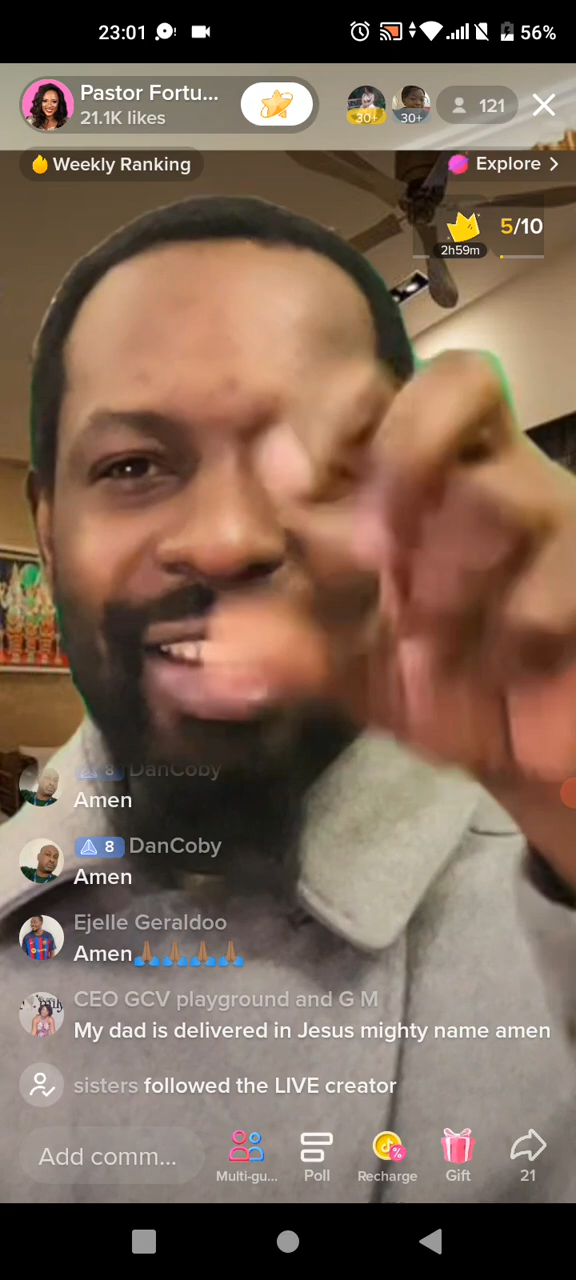 23:01
56%
Pastor Fortu...
21.1K likes
30+
30+
121
Weekly Ranking
Explore >
5/10
2h59m
8 DanCoby
Amen
8 DanCoby
Amen
Ejelle Geraldoo
Amen🙏🏾🙏🏾🙏🏾🙏🏾
CEO GCV playground and G M
My dad is delivered in Jesus mighty name amen
sisters followed the LIVE creator
Add comm...
Multi-gu...
Poll
Recharge
Gift
21